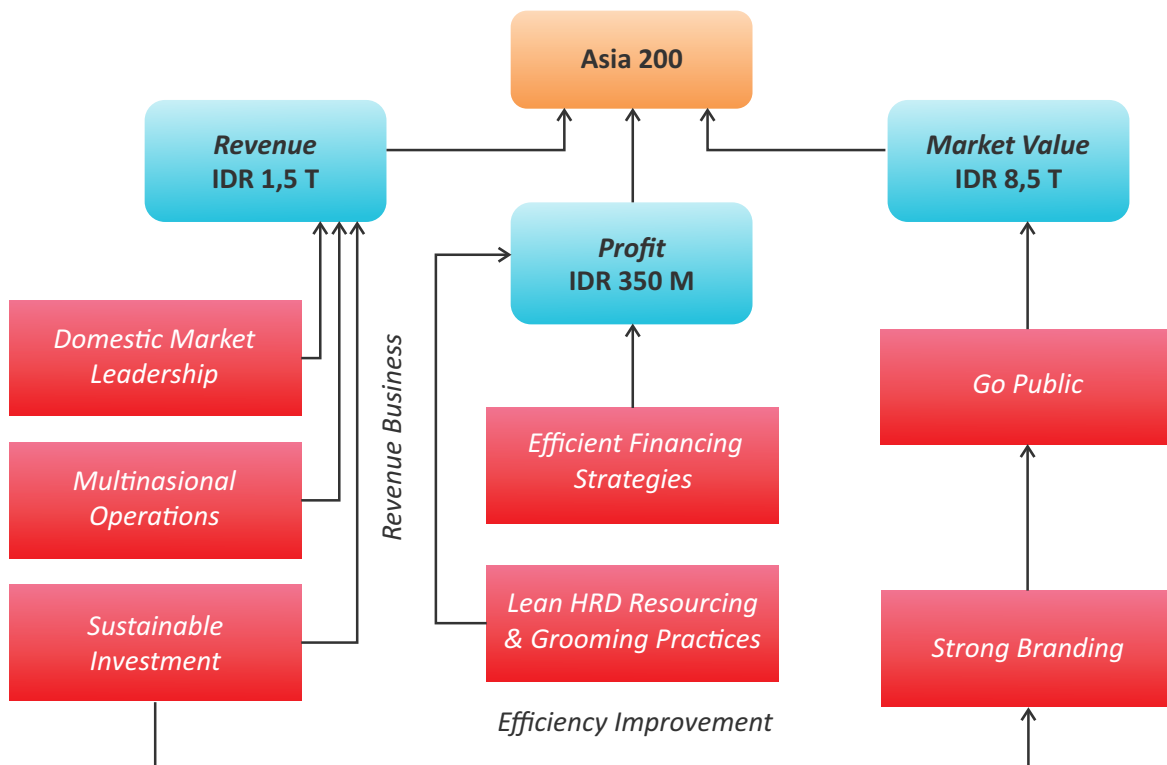 Asia 200
Revenue
IDR 1,5 T
Market Value
IDR 8,5 T
Profit
IDR 350 M
Domestic Market
Leadership
Multinasional
Operations
Sustainable
Investment
Revenue Business
Efficient Financing
Strategies
Lean HRD Resourcing
& Grooming Practices
Efficiency Improvement
Go Public
Strong Branding